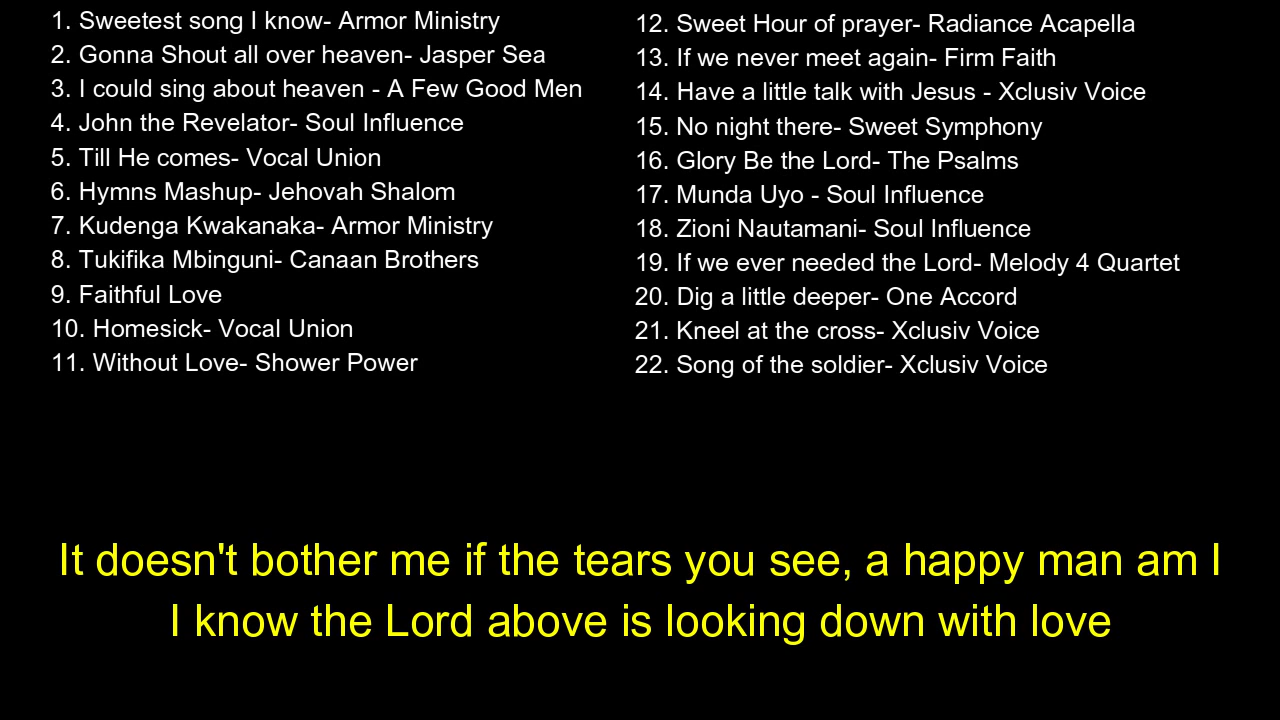 1. Sweetest song I know- Armor Ministry
2. Gonna Shout all over heaven- Jasper Sea
3. I could sing about heaven - A Few Good Men
4. John the Revelator- Soul Influence
5. Till He comes- Vocal Union
6. Hymns Mashup- Jehovah Shalom
7. Kudenga Kwakanaka- Armor Ministry
8. Tukifika Mbinguni- Canaan Brothers
9. Faithful Love
10. Homesick- Vocal Union
11. Without Love- Shower Power
12. Sweet Hour of prayer- Radiance Acapella
13. If we never meet again- Firm Faith
14. Have a little talk with Jesus - Xclusiv Voice
15. No night there- Sweet Symphony
16. Glory Be the Lord- The Psalms
17. Munda Uyo - Soul Influence
18. Zioni Nautamani- Soul Influence
19. If we ever needed the Lord- Melody 4 Quartet
20. Dig a little deeper- One Accord
21. Kneel at the cross- Xclusiv Voice
22. Song of the soldier- Xclusiv Voice
It doesn't bother me if the tears you see, a happy man am I
I know the Lord above is looking down with love